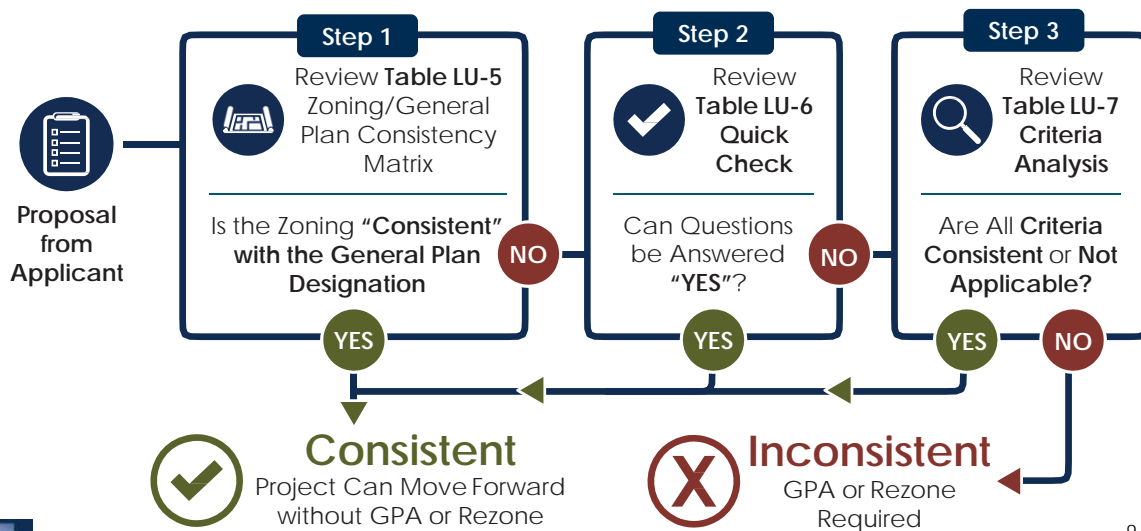 Step 1
Review Table LU-5
Zoning/General
Plan Consistency
Matrix
Is the Zoning “Consistent”
with the General Plan
Designation
NO
YES
Step 2
Review
Table LU-6
Quick
Check
Can Questions
be Answered
“YES”?
NO
YES
Step 3
Review
Table LU-7
Criteria
Analysis
Are All Criteria
Consistent or Not
Applicable?
YES
NO
Proposal
from
Applicant
Consistent
Project Can Move Forward
without GPA or Rezone
X
Inconsistent
GPA or Rezone
Required